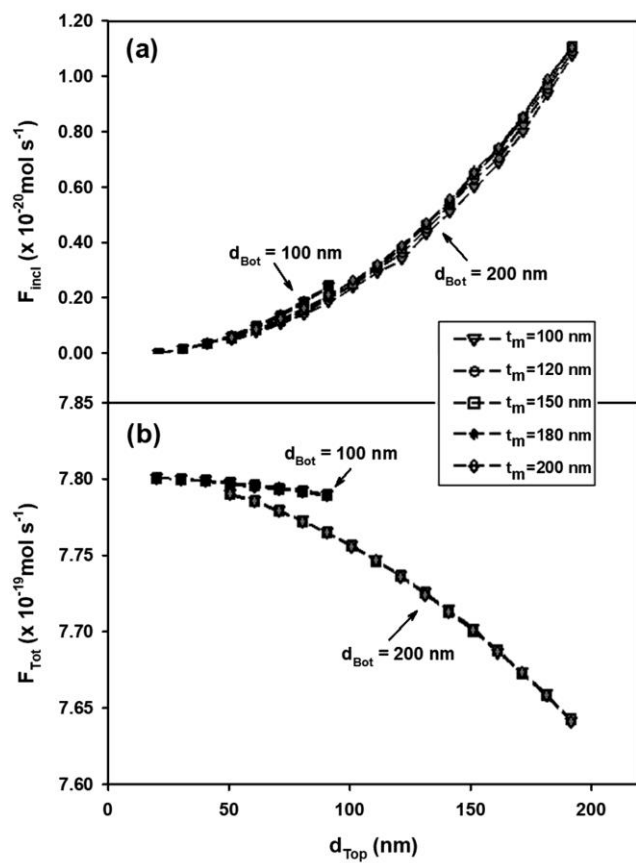 (a)
1.20
1.00
0.80
0.60
0.40
0.20
0.00
F_incl (x 10^-20 mol s^-1)
d_Bot = 100 nm
d_Bot = 200 nm
t_m=100 nm
t_m=120 nm
t_m=150 nm
t_m=180 nm
t_m=200 nm
(b)
7.85
7.80
7.75
7.70
7.65
7.60
F_Tot (x 10^-19 mol s^-1)
d_Bot = 100 nm
d_Bot = 200 nm
0 50 100 150 200
d_Top (nm)